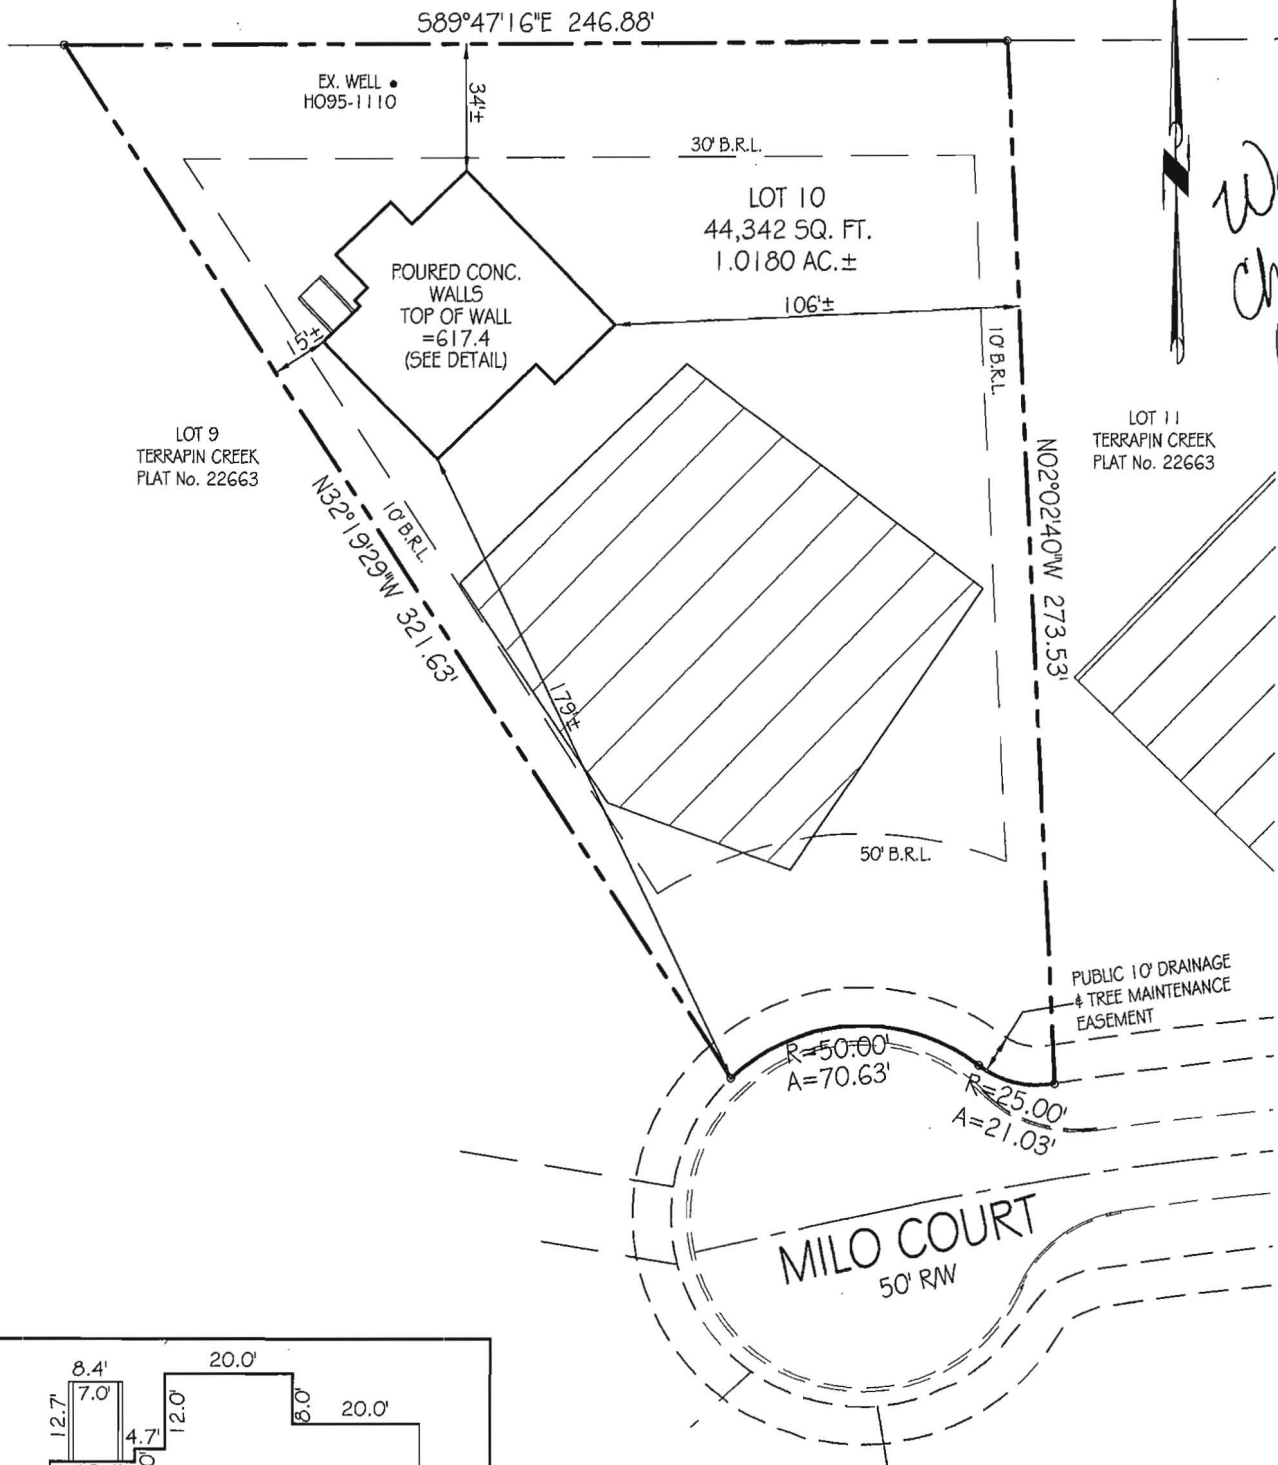 S89°47'16"E 246.88'
EX. WELL
HO95-1110
34'±
30' B.R.L.
LOT 10
44,342 SQ. FT.
1.0180 AC.±
POURED CONC.
WALLS
TOP OF WALL
=617.4
(SEE DETAIL)
106'±
15'±
10' B.R.L.
LOT 9
TERRAPIN CREEK
PLAT No. 22663
LOT 11
TERRAPIN CREEK
PLAT No. 22663
N32°19'29"W 321.63'
10' B.R.L.
N02°02'40"W 273.53'
179'±
50' B.R.L.
PUBLIC 10' DRAINAGE
& TREE MAINTENANCE
EASEMENT
R=50.00'
A=70.63'
R=25.00'
A=21.03'
MILO COURT
50' R/W
8.4'
7.0'
12.7'
4.7'
12.0'
20.0'
8.0'
20.0'